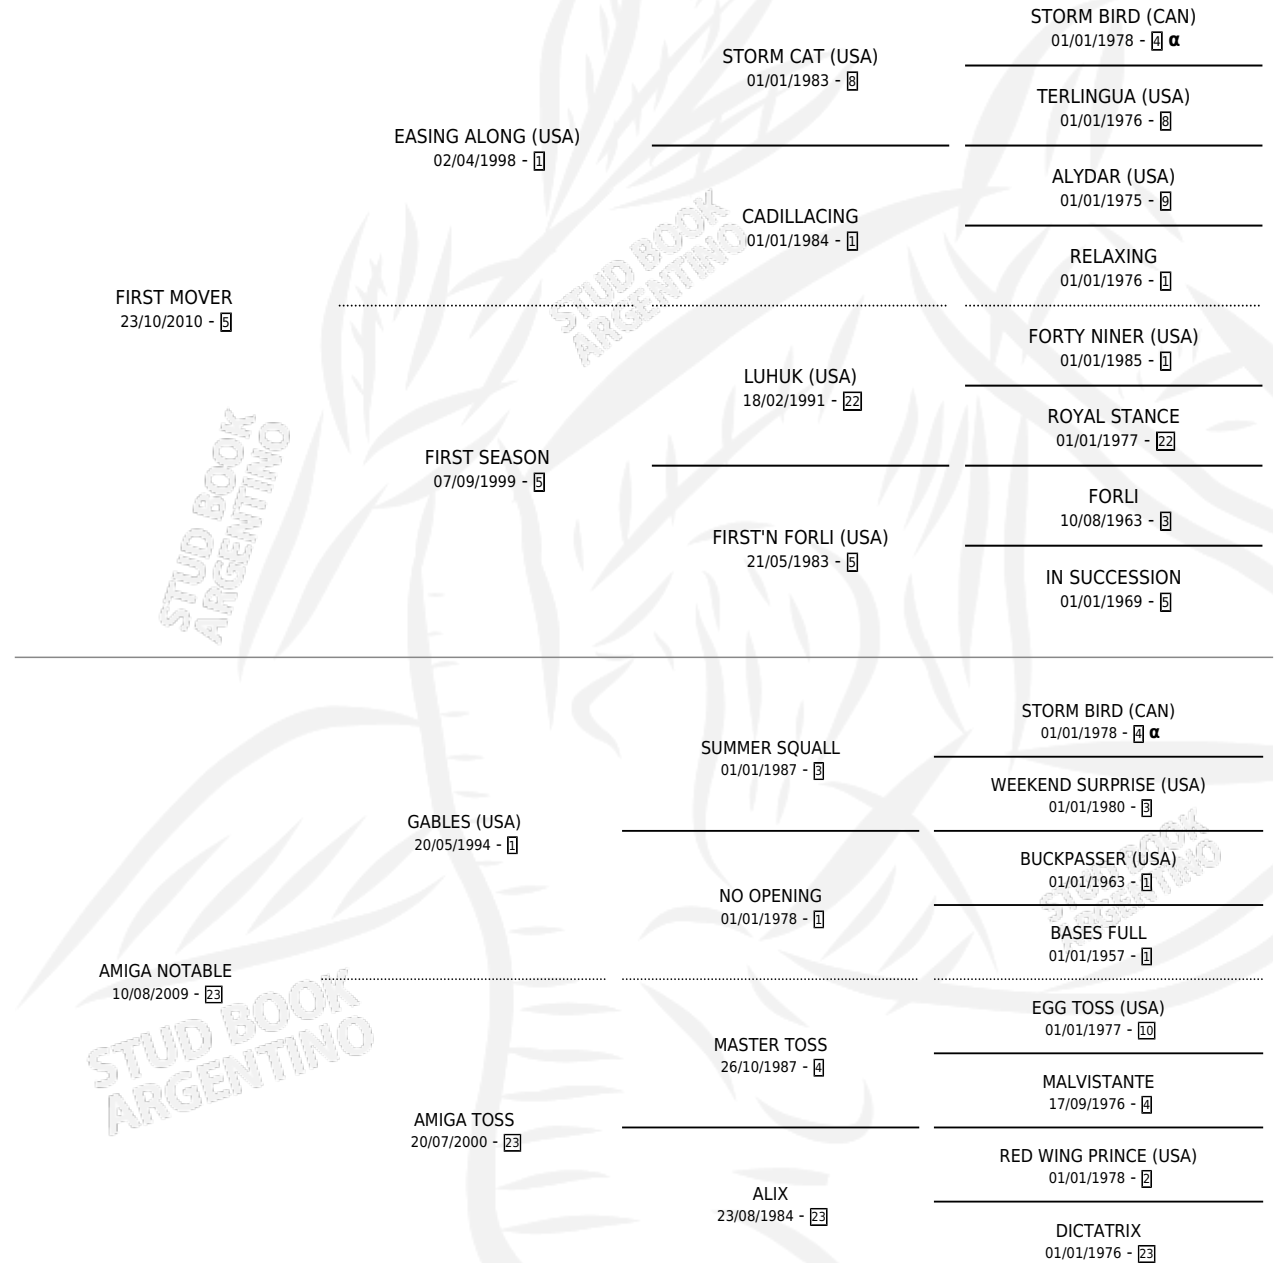 STORM BIRD (CAN)
01/01/1978 - 4 α
STORM CAT (USA)
01/01/1983 - 8
TERLINGUA (USA)
01/01/1976 - 8
EASING ALONG (USA)
02/04/1998 - 1
ALYDAR (USA)
01/01/1975 - 9
CADILLACING
01/01/1984 - 1
RELAXING
01/01/1976 - 1
FIRST MOVER
23/10/2010 - 5
FORTY NINER (USA)
01/01/1985 - 1
LUHUK (USA)
18/02/1991 - 22
ROYAL STANCE
01/01/1977 - 22
FIRST SEASON
07/09/1999 - 5
FORLI
10/08/1963 - 3
FIRST'N FORLI (USA)
21/05/1983 - 5
IN SUCCESSION
01/01/1969 - 5
STORM BIRD (CAN)
01/01/1978 - 4 α
SUMMER SQUALL
01/01/1987 - 3
WEEKEND SURPRISE (USA)
01/01/1980 - 3
GABLES (USA)
20/05/1994 - 1
BUCKPASSER (USA)
01/01/1963 - 1
NO OPENING
01/01/1978 - 1
BASES FULL
01/01/1957 - 1
AMIGA NOTABLE
10/08/2009 - 23
EGG TOSS (USA)
01/01/1977 - 10
MASTER TOSS
26/10/1987 - 4
MALVISTANTE
17/09/1976 - 4
AMIGA TOSS
20/07/2000 - 23
RED WING PRINCE (USA)
01/01/1978 - 2
ALIX
23/08/1984 - 23
DICTATRIX
01/01/1976 - 23
STUD BOOK
ARGENTINO
STUD BOOK
ARGENTINO
STUD BOOK
ARGENTINO
STUD BOOK
ARGENTINO